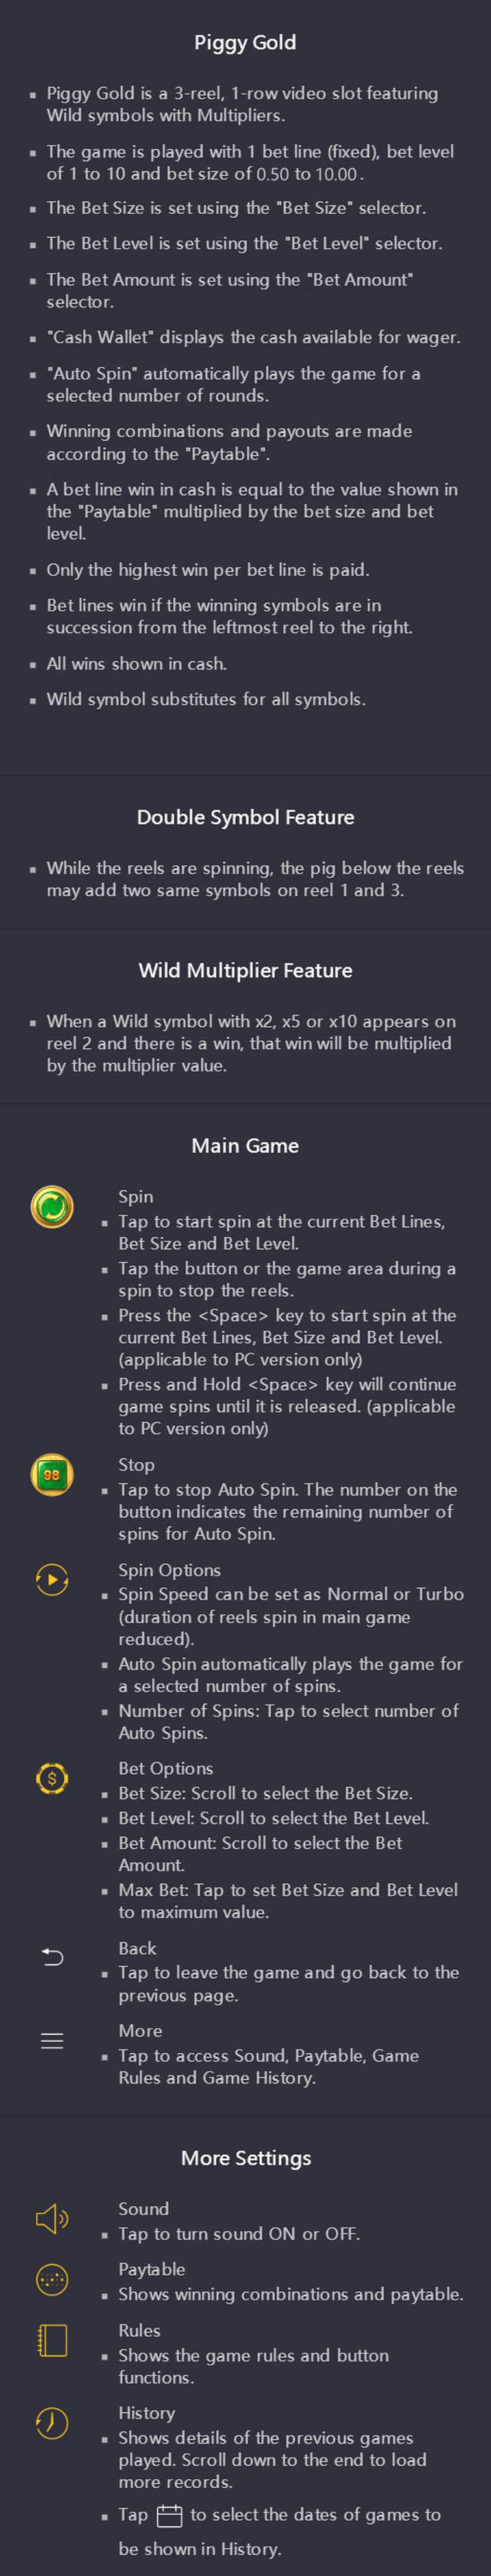 Piggy Gold
Piggy Gold is a 3-reel, 1-row video slot featuring
Wild symbols with Multipliers.
The game is played with 1 bet line (fixed), bet level
of 1 to 10 and bet size of 0.50 to 10.00.
The Bet Size is set using the "Bet Size" selector.
The Bet Level is set using the "Bet Level" selector.
The Bet Amount is set using the "Bet Amount"
selector.
"Cash Wallet" displays the cash available for wager.
"Auto Spin" automatically plays the game for a
selected number of rounds.
Winning combinations and payouts are made
according to the "Paytable".
A bet line win in cash is equal to the value shown in
the "Paytable" multiplied by the bet size and bet
level.
Only the highest win per bet line is paid.
Bet lines win if the winning symbols are in
succession from the leftmost reel to the right.
All wins shown in cash.
Wild symbol substitutes for all symbols.
Double Symbol Feature
While the reels are spinning, the pig below the reels
may add two same symbols on reel 1 and 3.
Wild Multiplier Feature
When a Wild symbol with x2, x5 or x10 appears on
reel 2 and there is a win, that win will be multiplied
by the multiplier value.
Main Game
Spin
Tap to start spin at the current Bet Lines,
Bet Size and Bet Level.
Tap the button or the game area during a
spin to stop the reels.
Press the <Space> key to start spin at the
current Bet Lines, Bet Size and Bet Level.
(applicable to PC version only)
Press and Hold <Space> key will continue
game spins until it is released. (applicable
to PC version only)
98
Stop
Tap to stop Auto Spin. The number on the
button indicates the remaining number of
spins for Auto Spin.
Spin Options
Spin Speed can be set as Normal or Turbo
(duration of reels spin in main game
reduced).
Auto Spin automatically plays the game for
a selected number of spins.
Number of Spins: Tap to select number of
Auto Spins.
$
Bet Options
Bet Size: Scroll to select the Bet Size.
Bet Level: Scroll to select the Bet Level.
Bet Amount: Scroll to select the Bet
Amount.
Max Bet: Tap to set Bet Size and Bet Level
to maximum value.
Back
Tap to leave the game and go back to the
previous page.
More
Tap to access Sound, Paytable, Game
Rules and Game History.
More Settings
Sound
Tap to turn sound ON or OFF.
Paytable
Shows winning combinations and paytable.
Rules
Shows the game rules and button
functions.
History
Shows details of the previous games
played. Scroll down to the end to load
more records.
Tap to select the dates of games to
be shown in History.